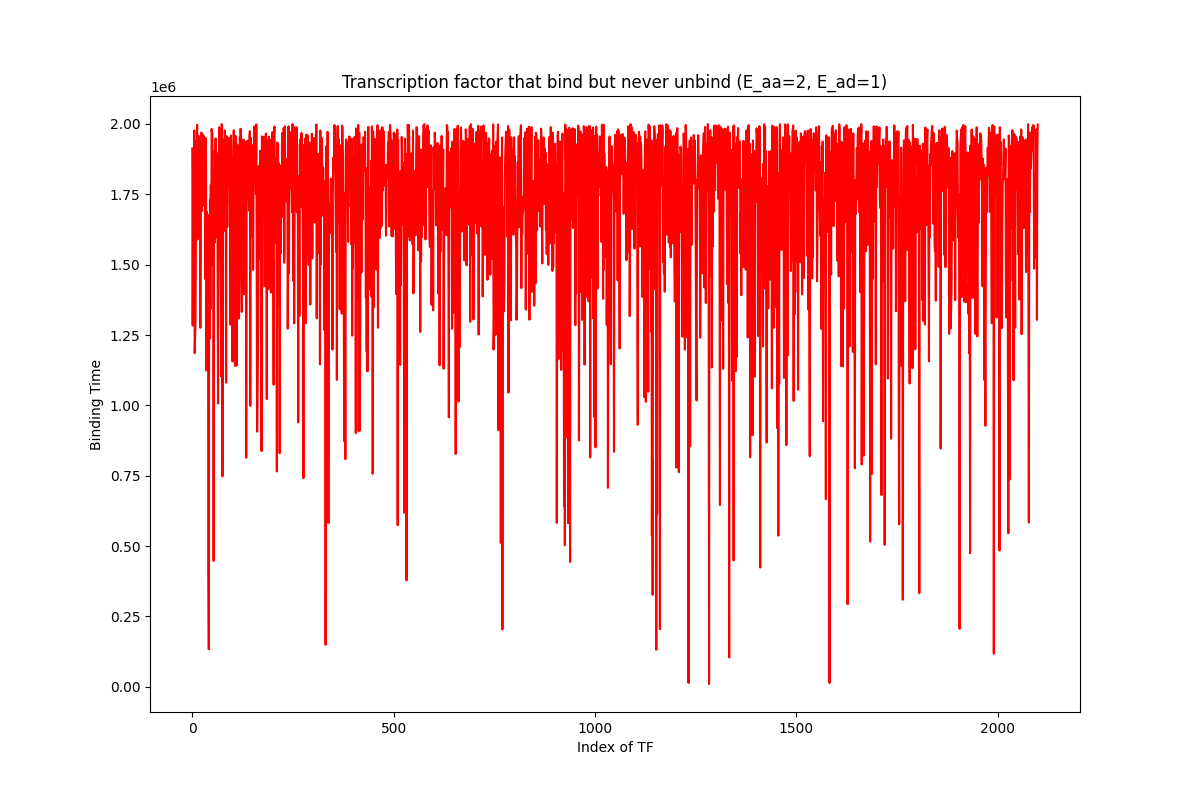 Transcription factor that bind but never unbind (E_aa=2, E_ad=1)
1e6
2.00
1.75
1.50
1.25
1.00
0.75
0.50
0.25
0.00
Binding Time
0 500 1000 1500 2000
Index of TF